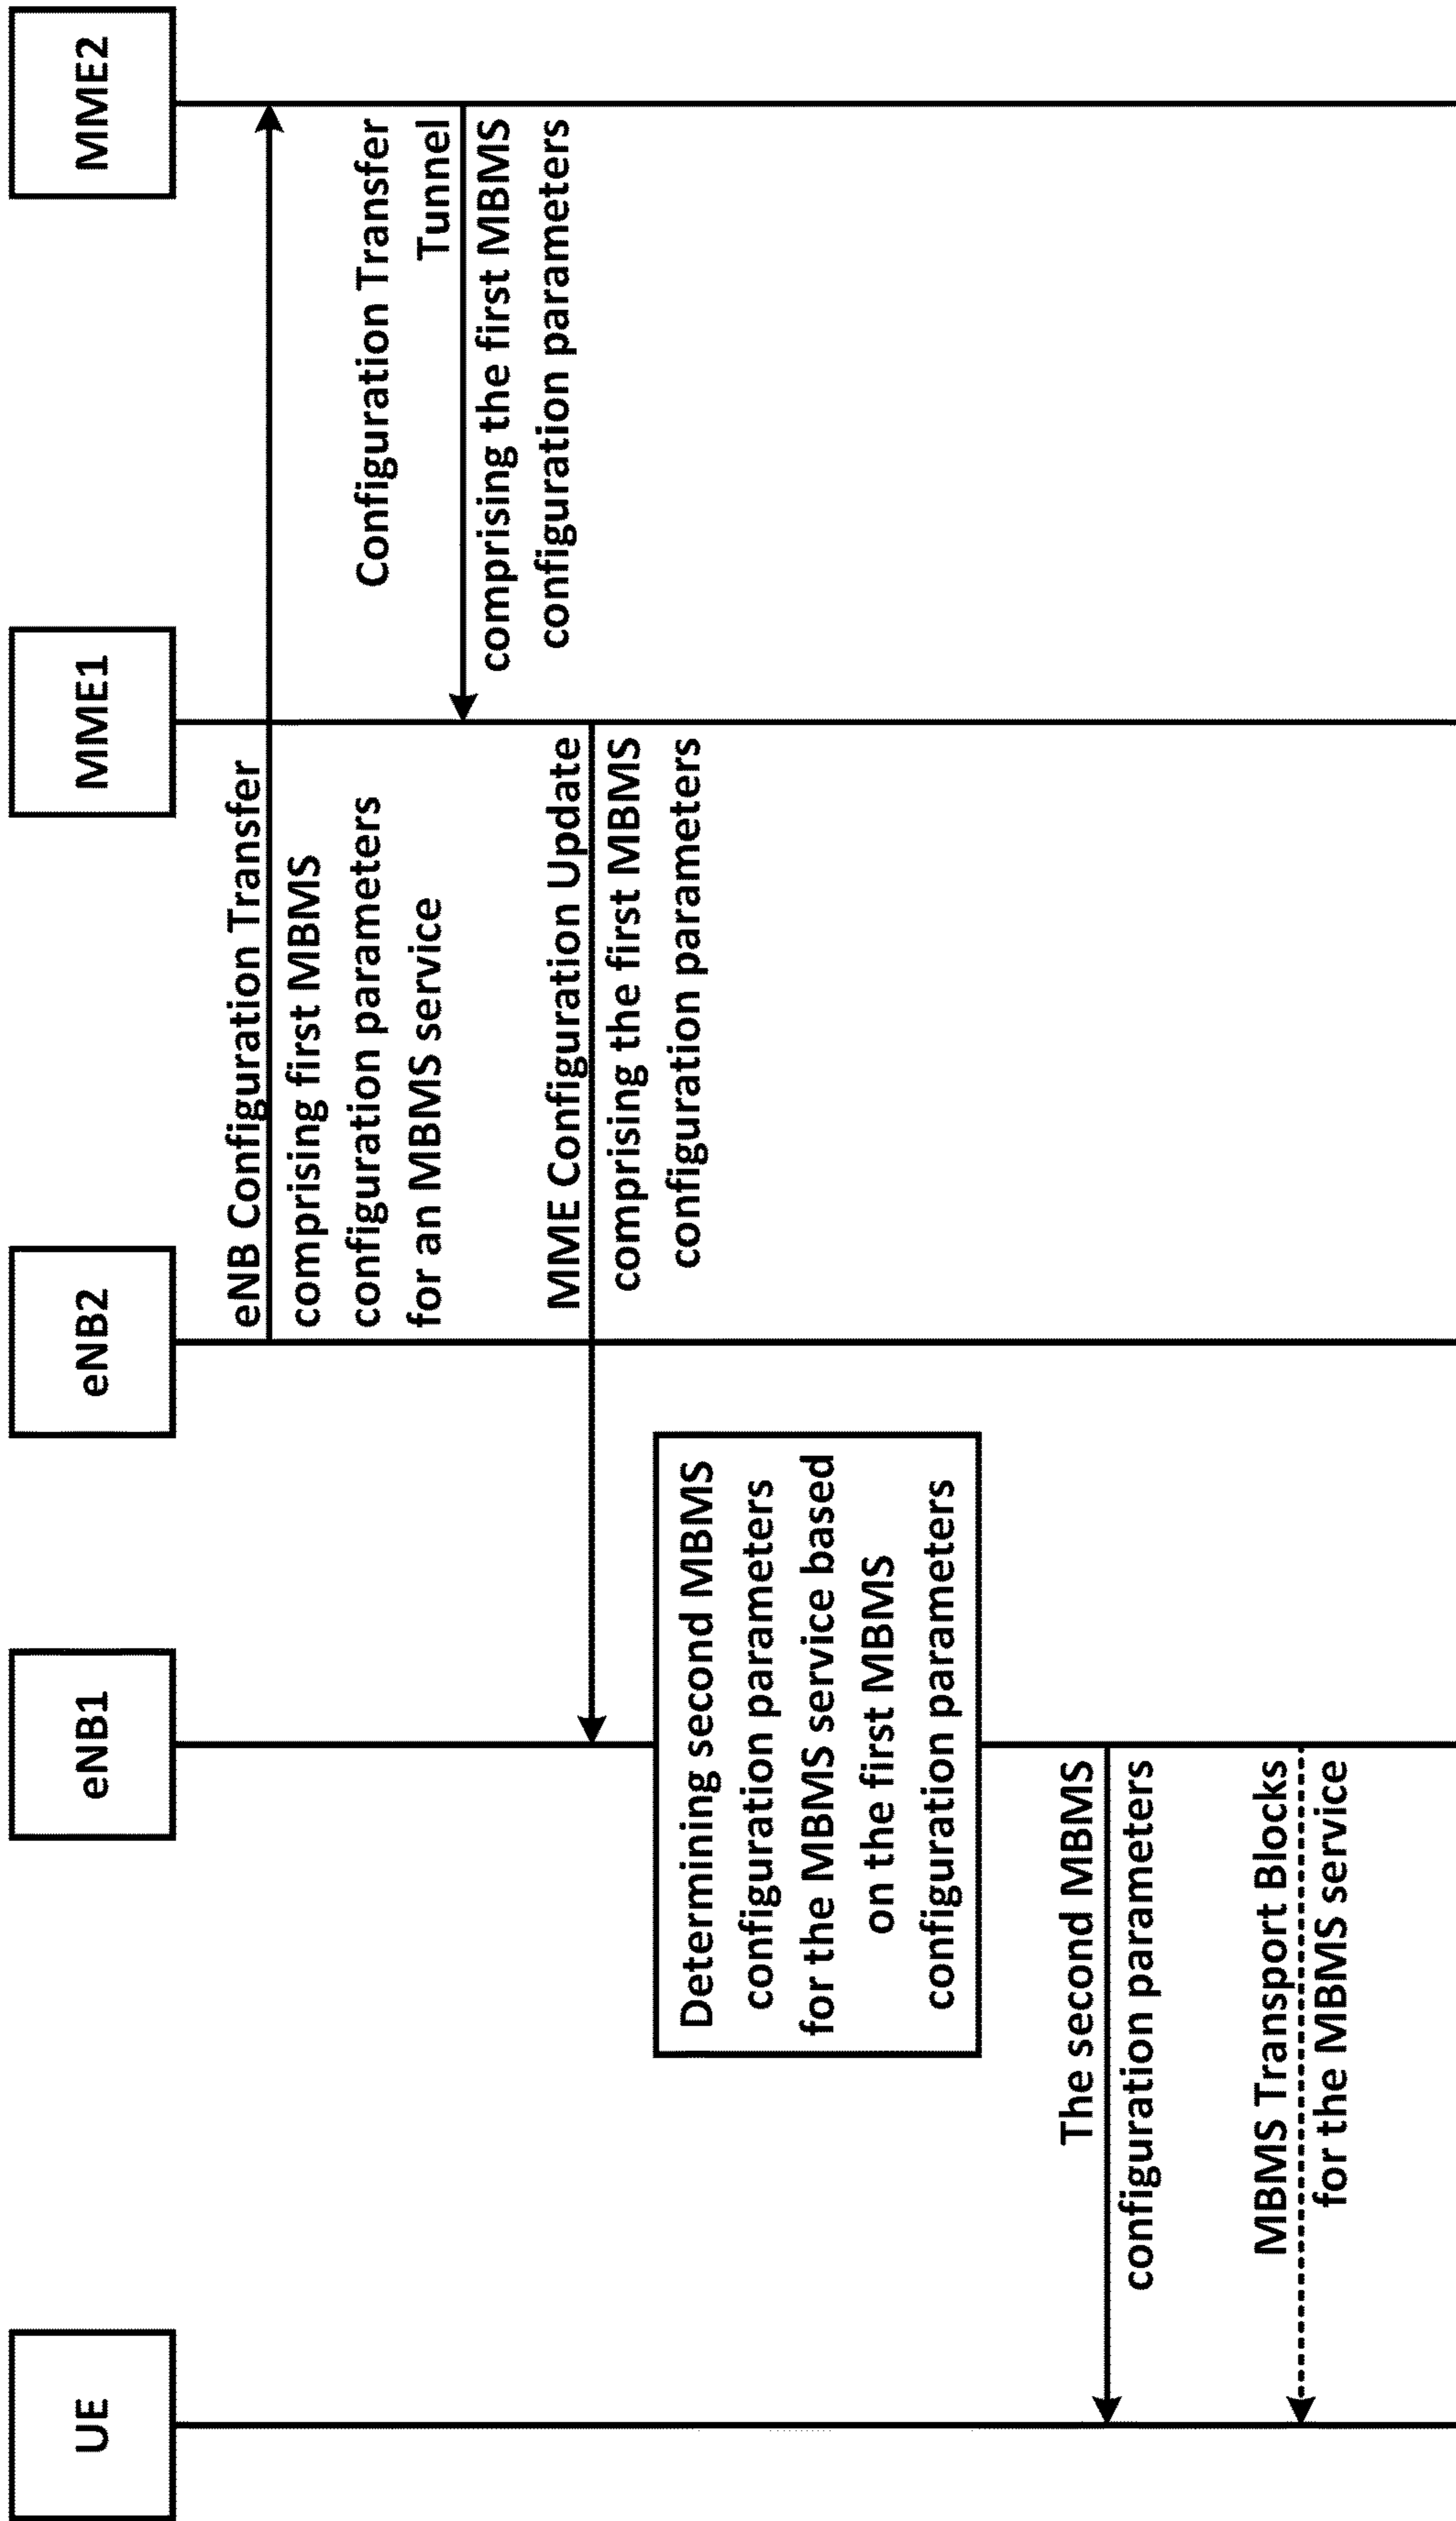 UE
eNB1
eNB2
MME1
MME2
eNB Configuration Transfer
comprising first MBMS
configuration parameters
for an MBMS service
Configuration Transfer
Tunnel
comprising the first MBMS
configuration parameters
MME Configuration Update
comprising the first MBMS
configuration parameters
Determining second MBMS
configuration parameters
for the MBMS service based
on the first MBMS
configuration parameters
The second MBMS
configuration parameters
MBMS Transport Blocks
for the MBMS service